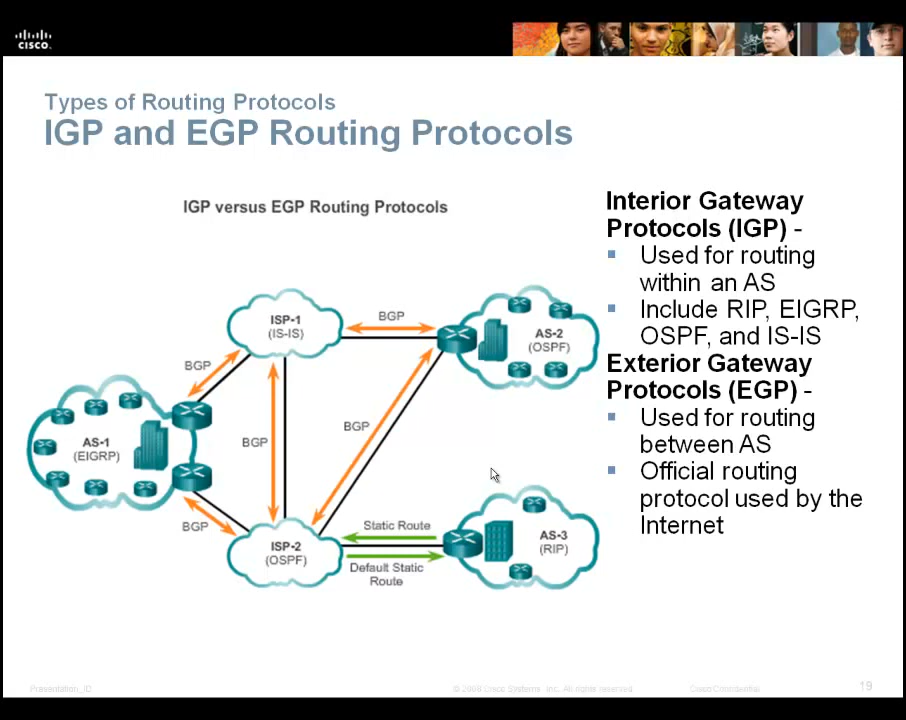 CISCO.
Types of Routing Protocols
IGP and EGP Routing Protocols
IGP versus EGP Routing Protocols
Interior Gateway
Protocols (IGP) -
Used for routing
within an AS
Include RIP, EIGRP,
OSPF, and IS-IS
Exterior Gateway
Protocols (EGP) -
Used for routing
between AS
Official routing
protocol used by the
Internet
ISP-1
(IS-IS)
BGP
AS-2
(OSPF)
BGP
AS-1
(EIGRP)
BGP
BGP
BGP
ISP-2
(OSPF)
Static Route
Default Static
Route
AS-3
(RIP)
Presentation_ID
© 2008 Cisco Systems, Inc. All rights reserved.
Cisco Confidential
19